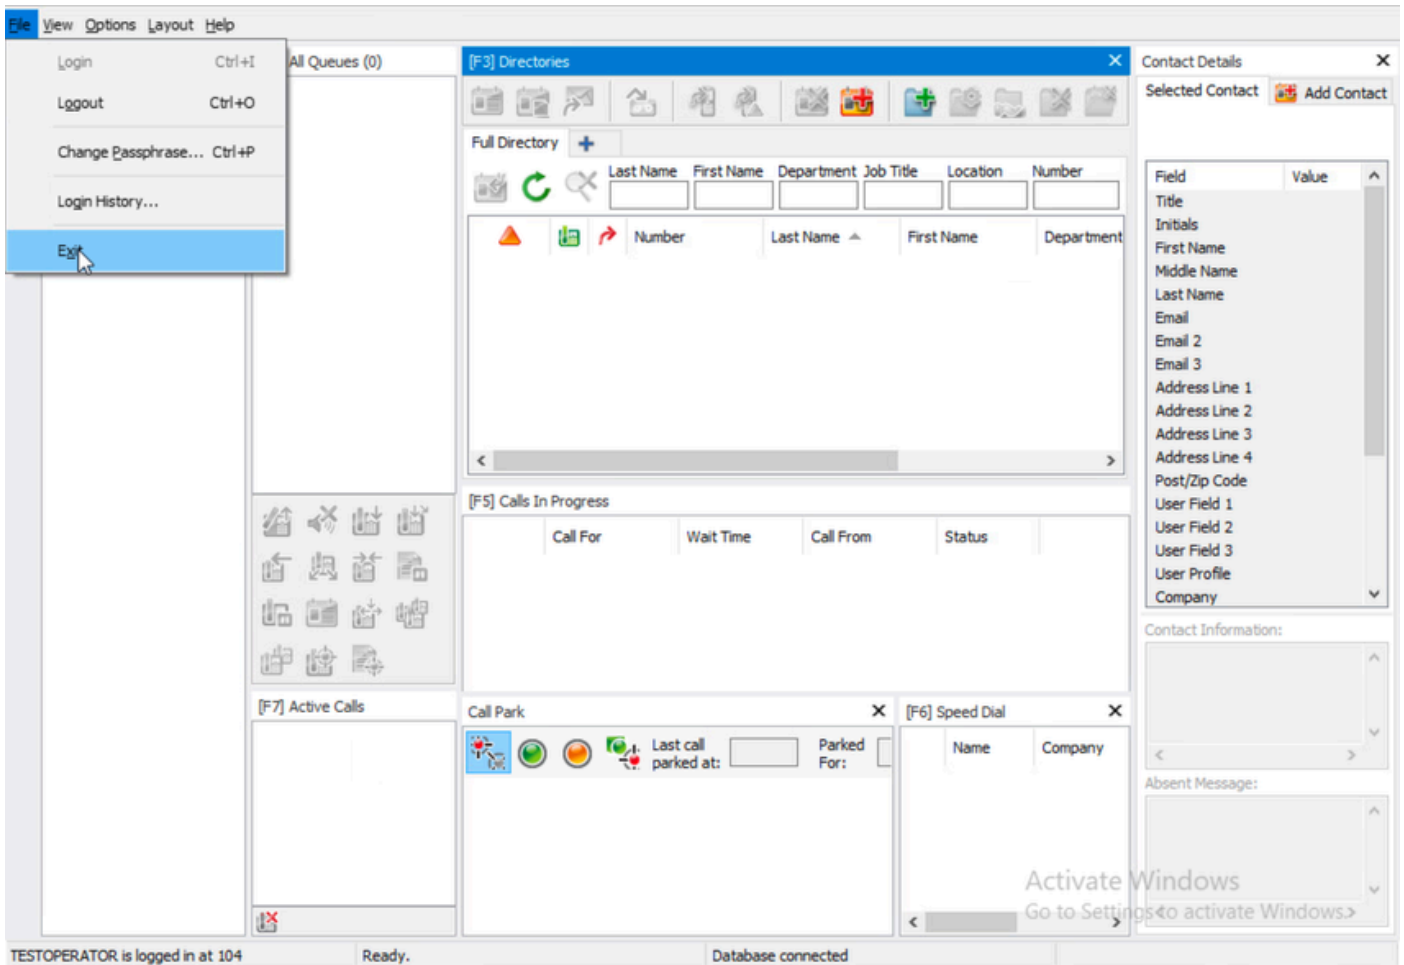 File View Options Layout Help
Login Ctrl+I
Logout Ctrl+O
Change Passphrase... Ctrl+P
Login History...
Exit
All Queues (0)
[F3] Directories
Full Directory
Last Name First Name Department Job Title Location Number
Number Last Name First Name Department
[F5] Calls In Progress
Call For Wait Time Call From Status
[F7] Active Calls
Call Park
Last call
parked at:
Parked
For:
[F6] Speed Dial
Name Company
Contact Details
Selected Contact Add Contact
Field Value
Title
Initials
First Name
Middle Name
Last Name
Email
Email 2
Email 3
Address Line 1
Address Line 2
Address Line 3
Address Line 4
Post/Zip Code
User Field 1
User Field 2
User Field 3
User Profile
Company
Contact Information:
Absent Message:
Activate Windows
Go to Settings to activate Windows.
TESTOPERATOR is logged in at 104 Ready. Database connected